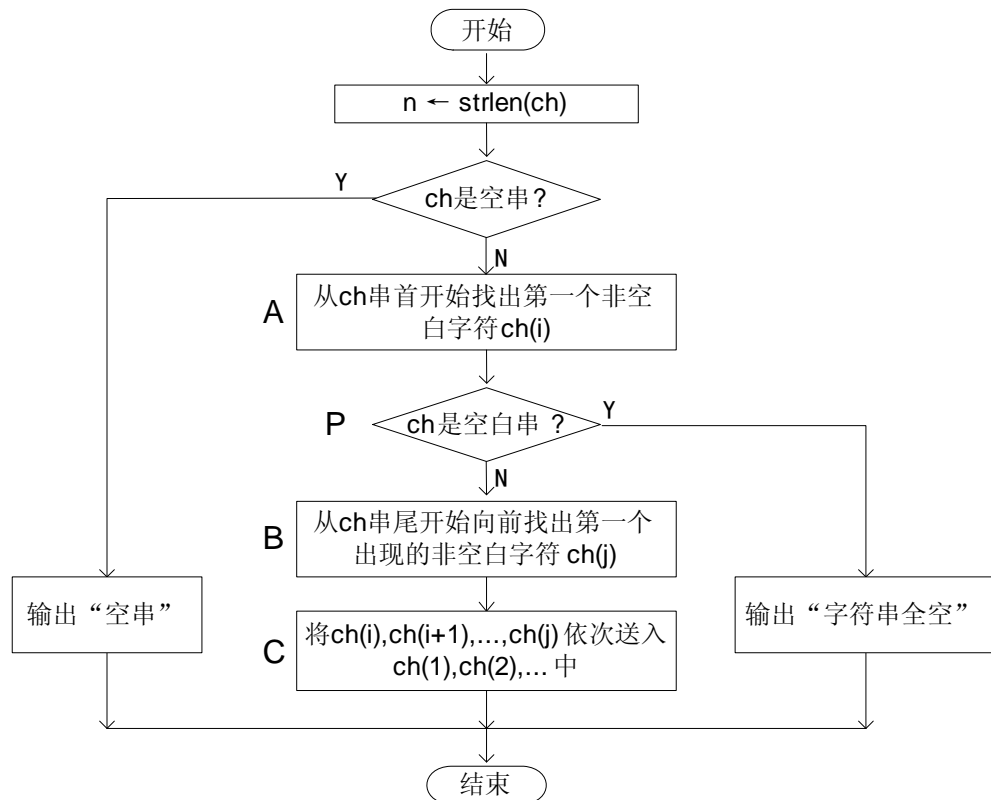 开始
n ← strlen(ch)
Y
ch是空串?
N
A
从ch串首开始找出第一个非空
白字符ch(i)
P
ch是空白串 ?
Y
N
B
从ch串尾开始向前找出第一个
出现的非空白字符 ch(j)
输出“空串”
输出“字符串全空”
C
将ch(i),ch(i+1),…,ch(j) 依次送入
ch(1),ch(2),… 中
结束